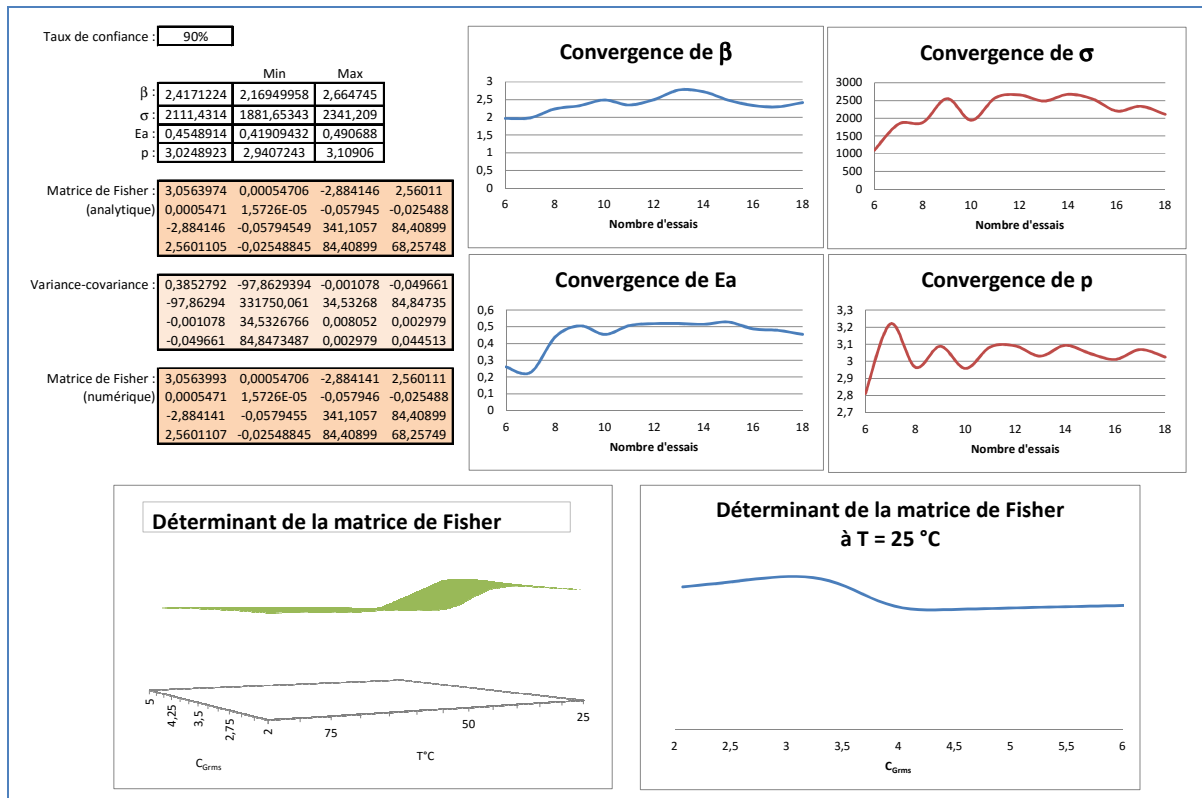 Taux de confiance : 90%
Min Max
β : 2,4171224 2,16949958 2,664745
σ : 2111,4314 1881,65343 2341,209
Ea : 0,4548914 0,41909432 0,490688
p : 3,0248923 2,9407243 3,10906
Matrice de Fisher : 3,0563974 0,00054706 -2,884146 2,56011
(analytique) 0,0005471 1,5726E-05 -0,057945 -0,025488
-2,884146 -0,05794549 341,1057 84,40899
2,5601105 -0,02548845 84,40899 68,25748
Variance-covariance : 0,3852792 -97,8629394 -0,001078 -0,049661
-97,86294 331750,061 34,53268 84,84735
-0,001078 34,5326766 0,008052 0,002979
-0,049661 84,8473487 0,002979 0,044513
Matrice de Fisher : 3,0563993 0,00054706 -2,884141 2,560111
(numérique) 0,0005471 1,5726E-05 -0,057946 -0,025488
-2,884141 -0,0579455 341,1057 84,40899
2,5601107 -0,02548845 84,40899 68,25749
Convergence de β
3
2,5
2
1,5
1
0,5
0
6 8 10 12 14 16 18
Nombre d'essais
Convergence de σ
3000
2500
2000
1500
1000
500
0
6 8 10 12 14 16 18
Nombre d'essais
Convergence de Ea
0,6
0,5
0,4
0,3
0,2
0,1
0
6 8 10 12 14 16 18
Nombre d'essais
Convergence de p
3,3
3,2
3,1
3
2,9
2,8
2,7
6 8 10 12 14 16 18
Nombre d'essais
Déterminant de la matrice de Fisher
5 4,25 3,5 2,75 2
75 50 25
C Grms
T°C
Déterminant de la matrice de Fisher
à T = 25 °C
2 2,5 3 3,5 4 4,5 5 5,5 6
C Grms